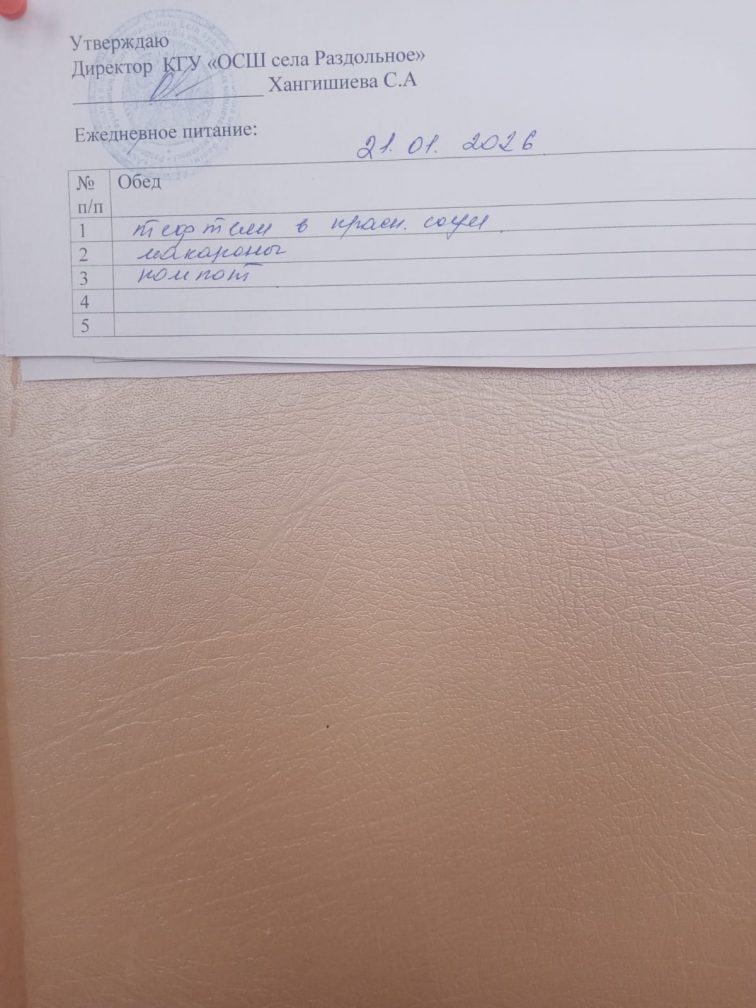 Утверждаю
Директор КГУ «ОСШ села Раздольное»
Хангишиева С.А
Ежедневное питание:
21.01.2026
№ п/п Обед
1 тефтели в красн. соусе
2 макароны
3 компот
4
5